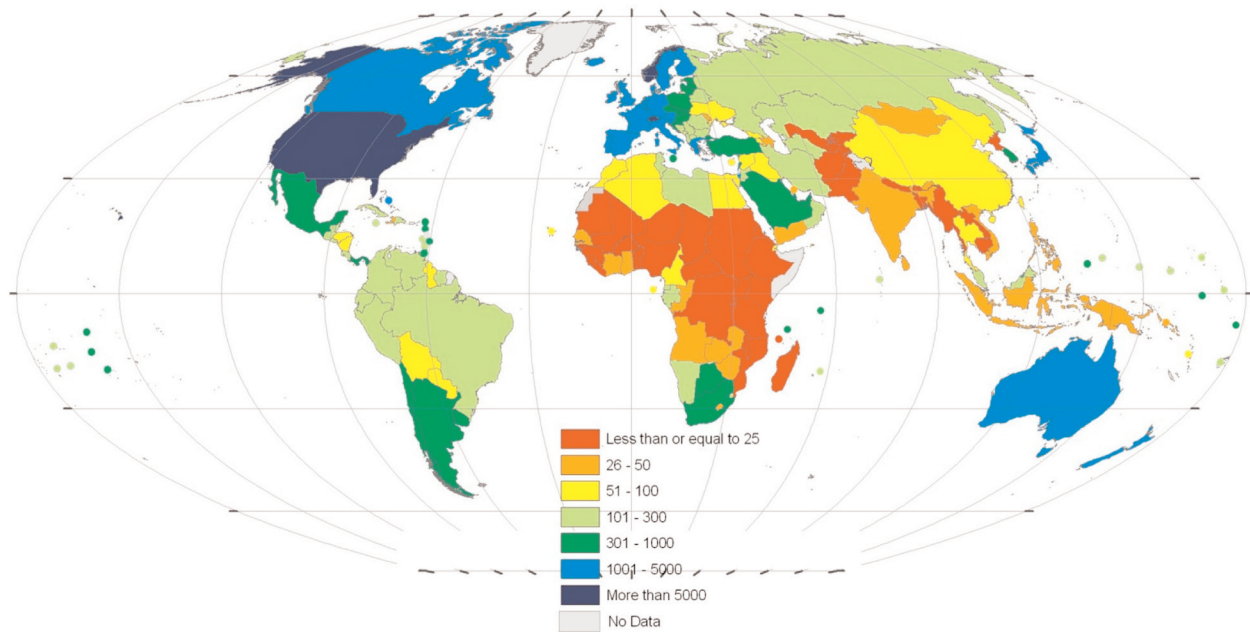 Less than or equal to 25
26 - 50
51 - 100
101 - 300
301 - 1000
1001 - 5000
More than 5000
No Data